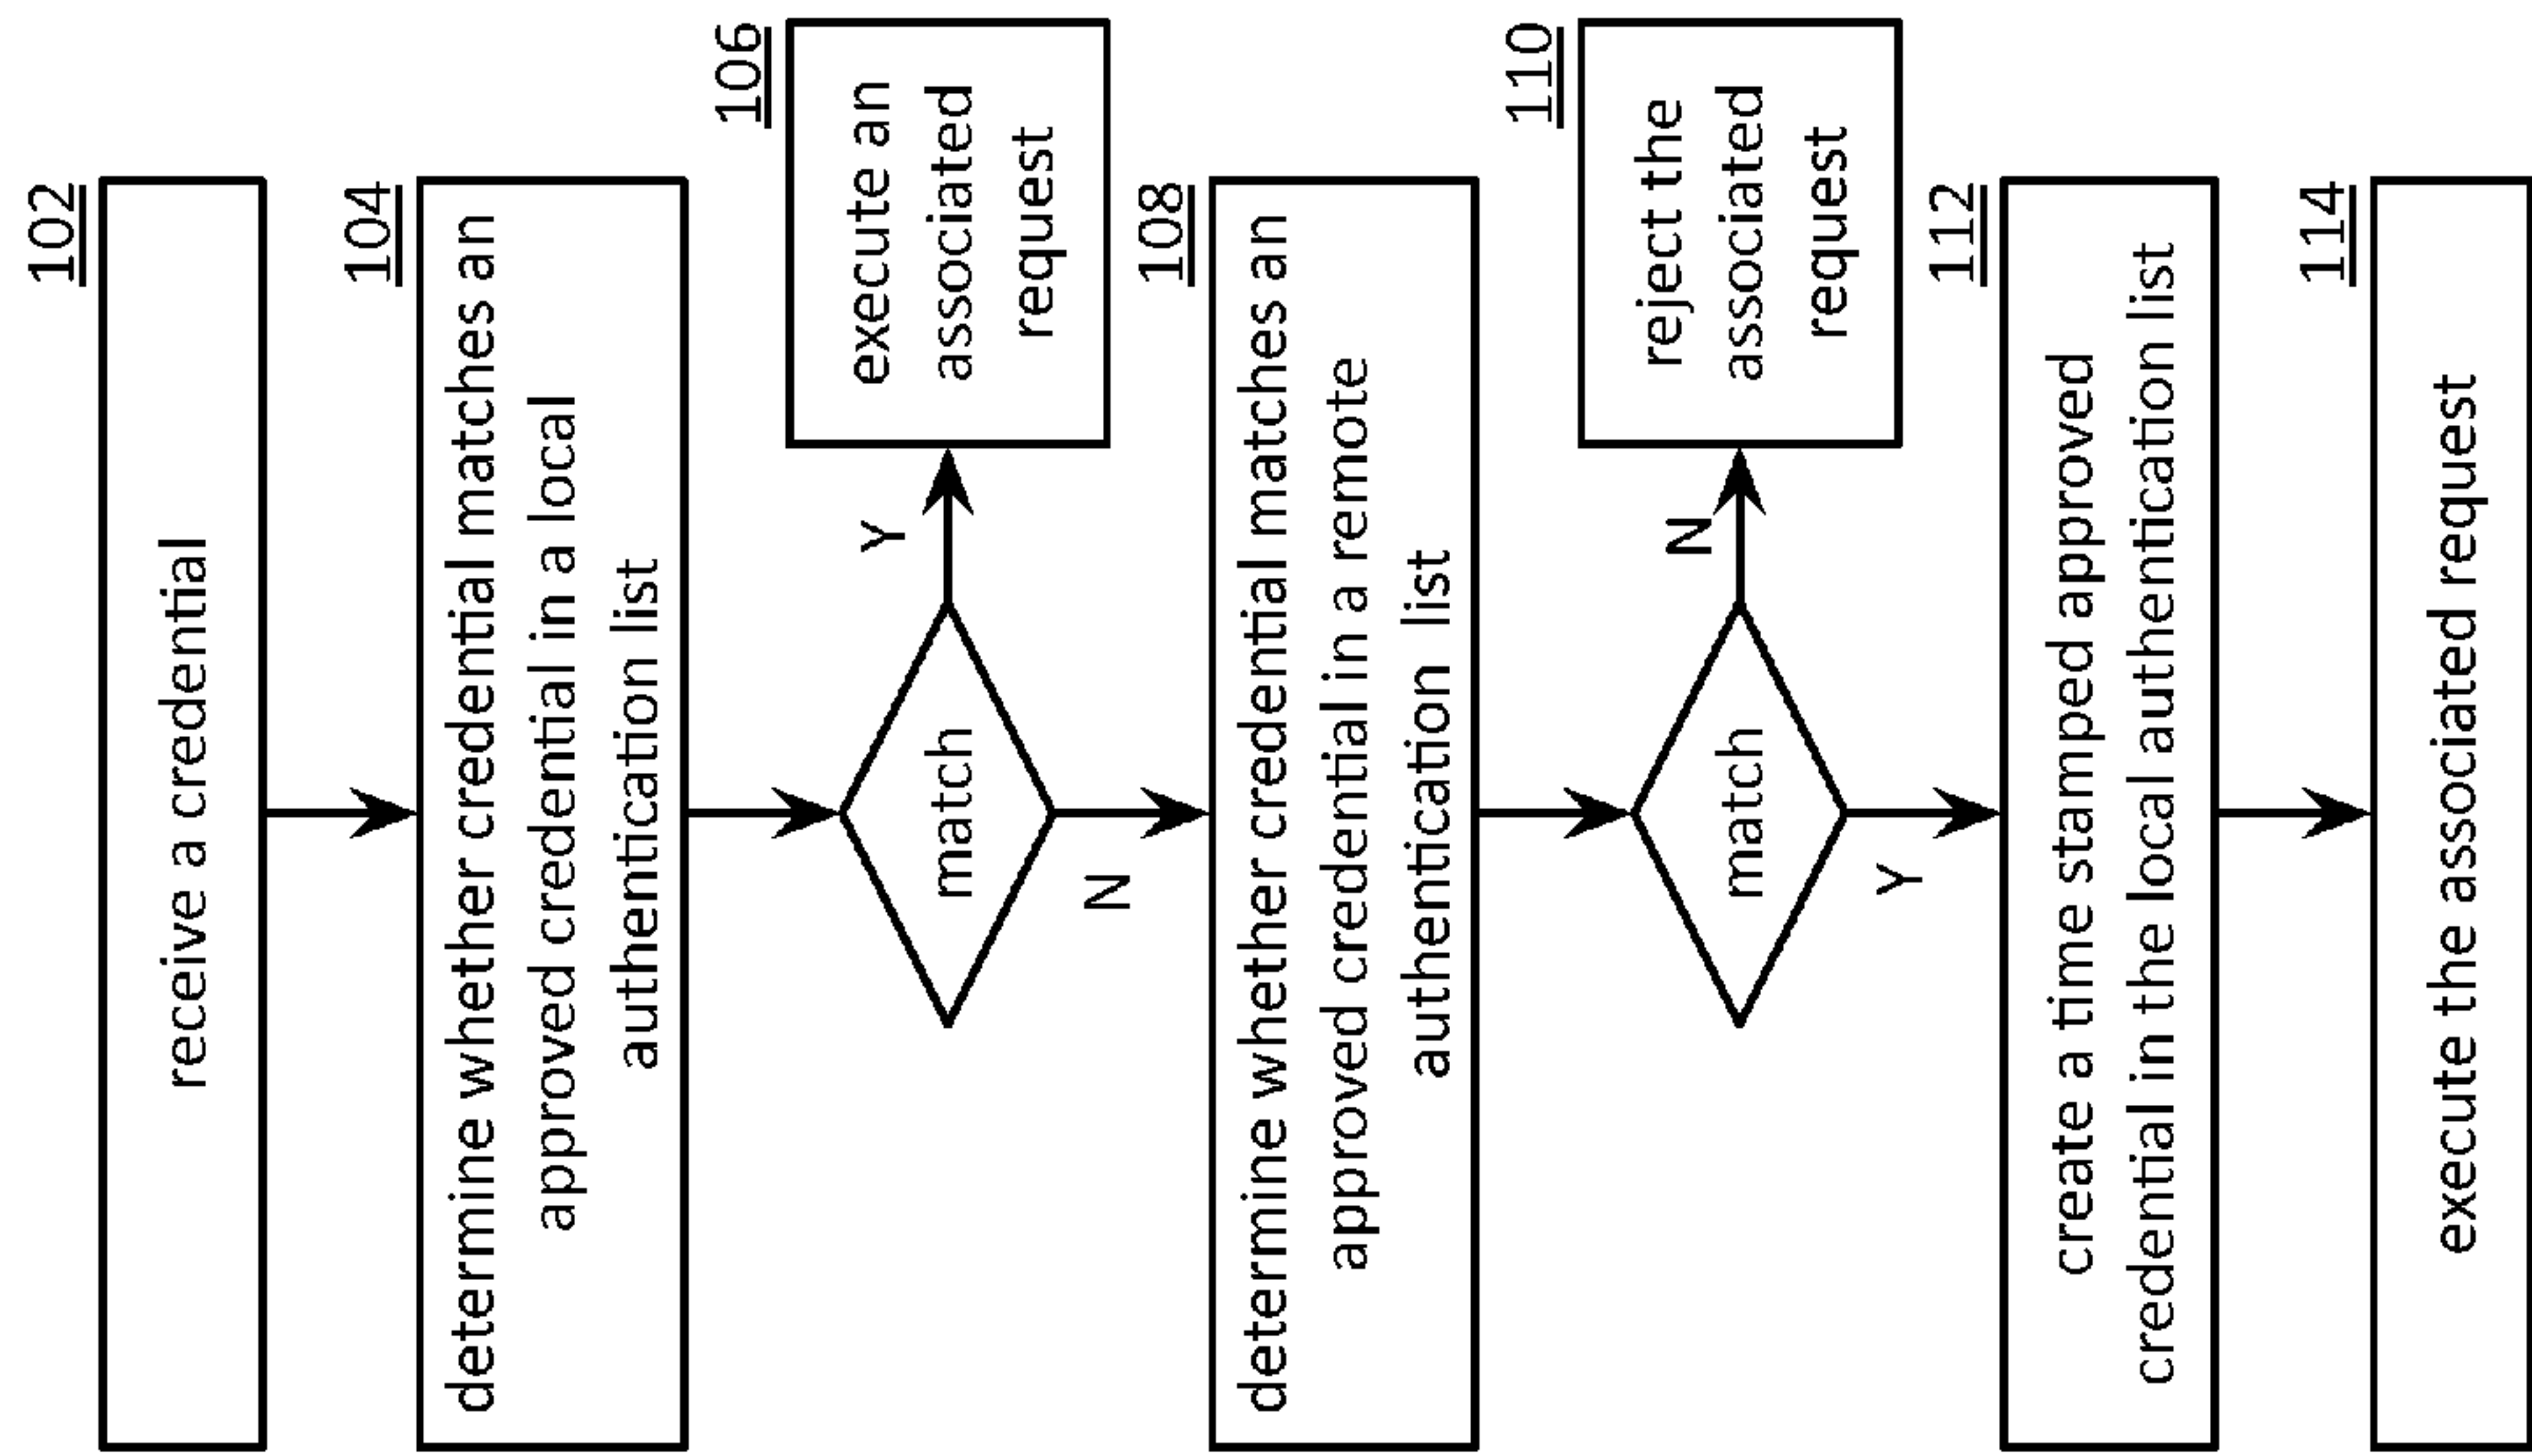 102
receive a credential
104
determine whether credential matches an
approved credential in a local
authentication list
match
Y
106
execute an
associated
request
N
108
determine whether credential matches an
approved credential in a remote
authentication list
match
N
110
reject the
associated
request
Y
112
create a time stamped approved
credential in the local authentication list
114
execute the associated request